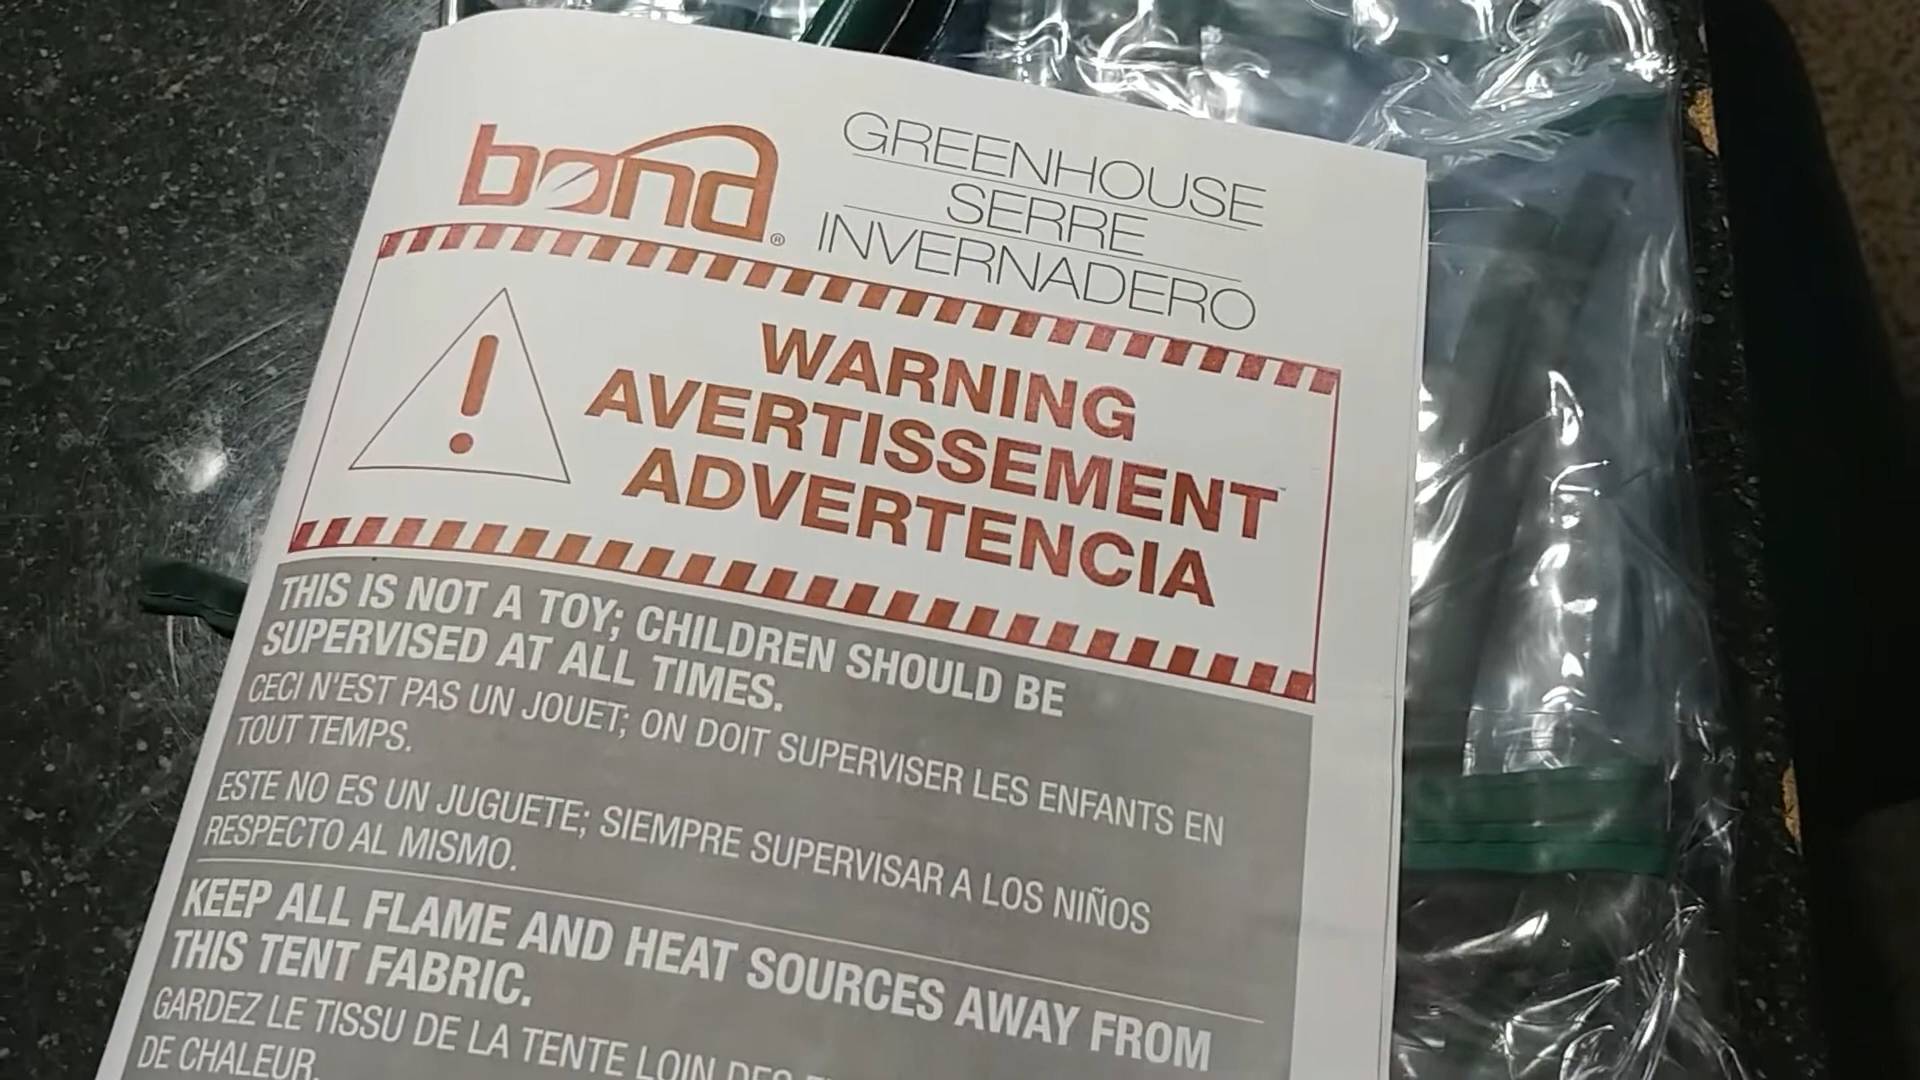 bond®
GREENHOUSE
SERRE
INVERNADERO
WARNING
AVERTISSEMENT
ADVERTENCIA
THIS IS NOT A TOY; CHILDREN SHOULD BE
SUPERVISED AT ALL TIMES.
CECI N'EST PAS UN JOUET; ON DOIT SUPERVISER LES ENFANTS EN
TOUT TEMPS.
ESTE NO ES UN JUGUETE; SIEMPRE SUPERVISAR A LOS NIÑOS
RESPECTO AL MISMO.
KEEP ALL FLAME AND HEAT SOURCES AWAY FROM
THIS TENT FABRIC.
GARDEZ LE TISSU DE LA TENTE LOIN DES
DE CHALEUR.